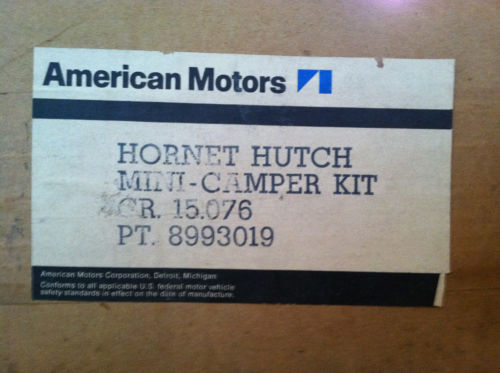 American Motors
HORNET HUTCH
MINI-CAMPER KIT
GR. 15.076
PT. 8993019
American Motors Corporation, Detroit, Michigan
Conforms to all applicable U.S. federal motor vehicle
safety standards in effect on the date of manufacture.